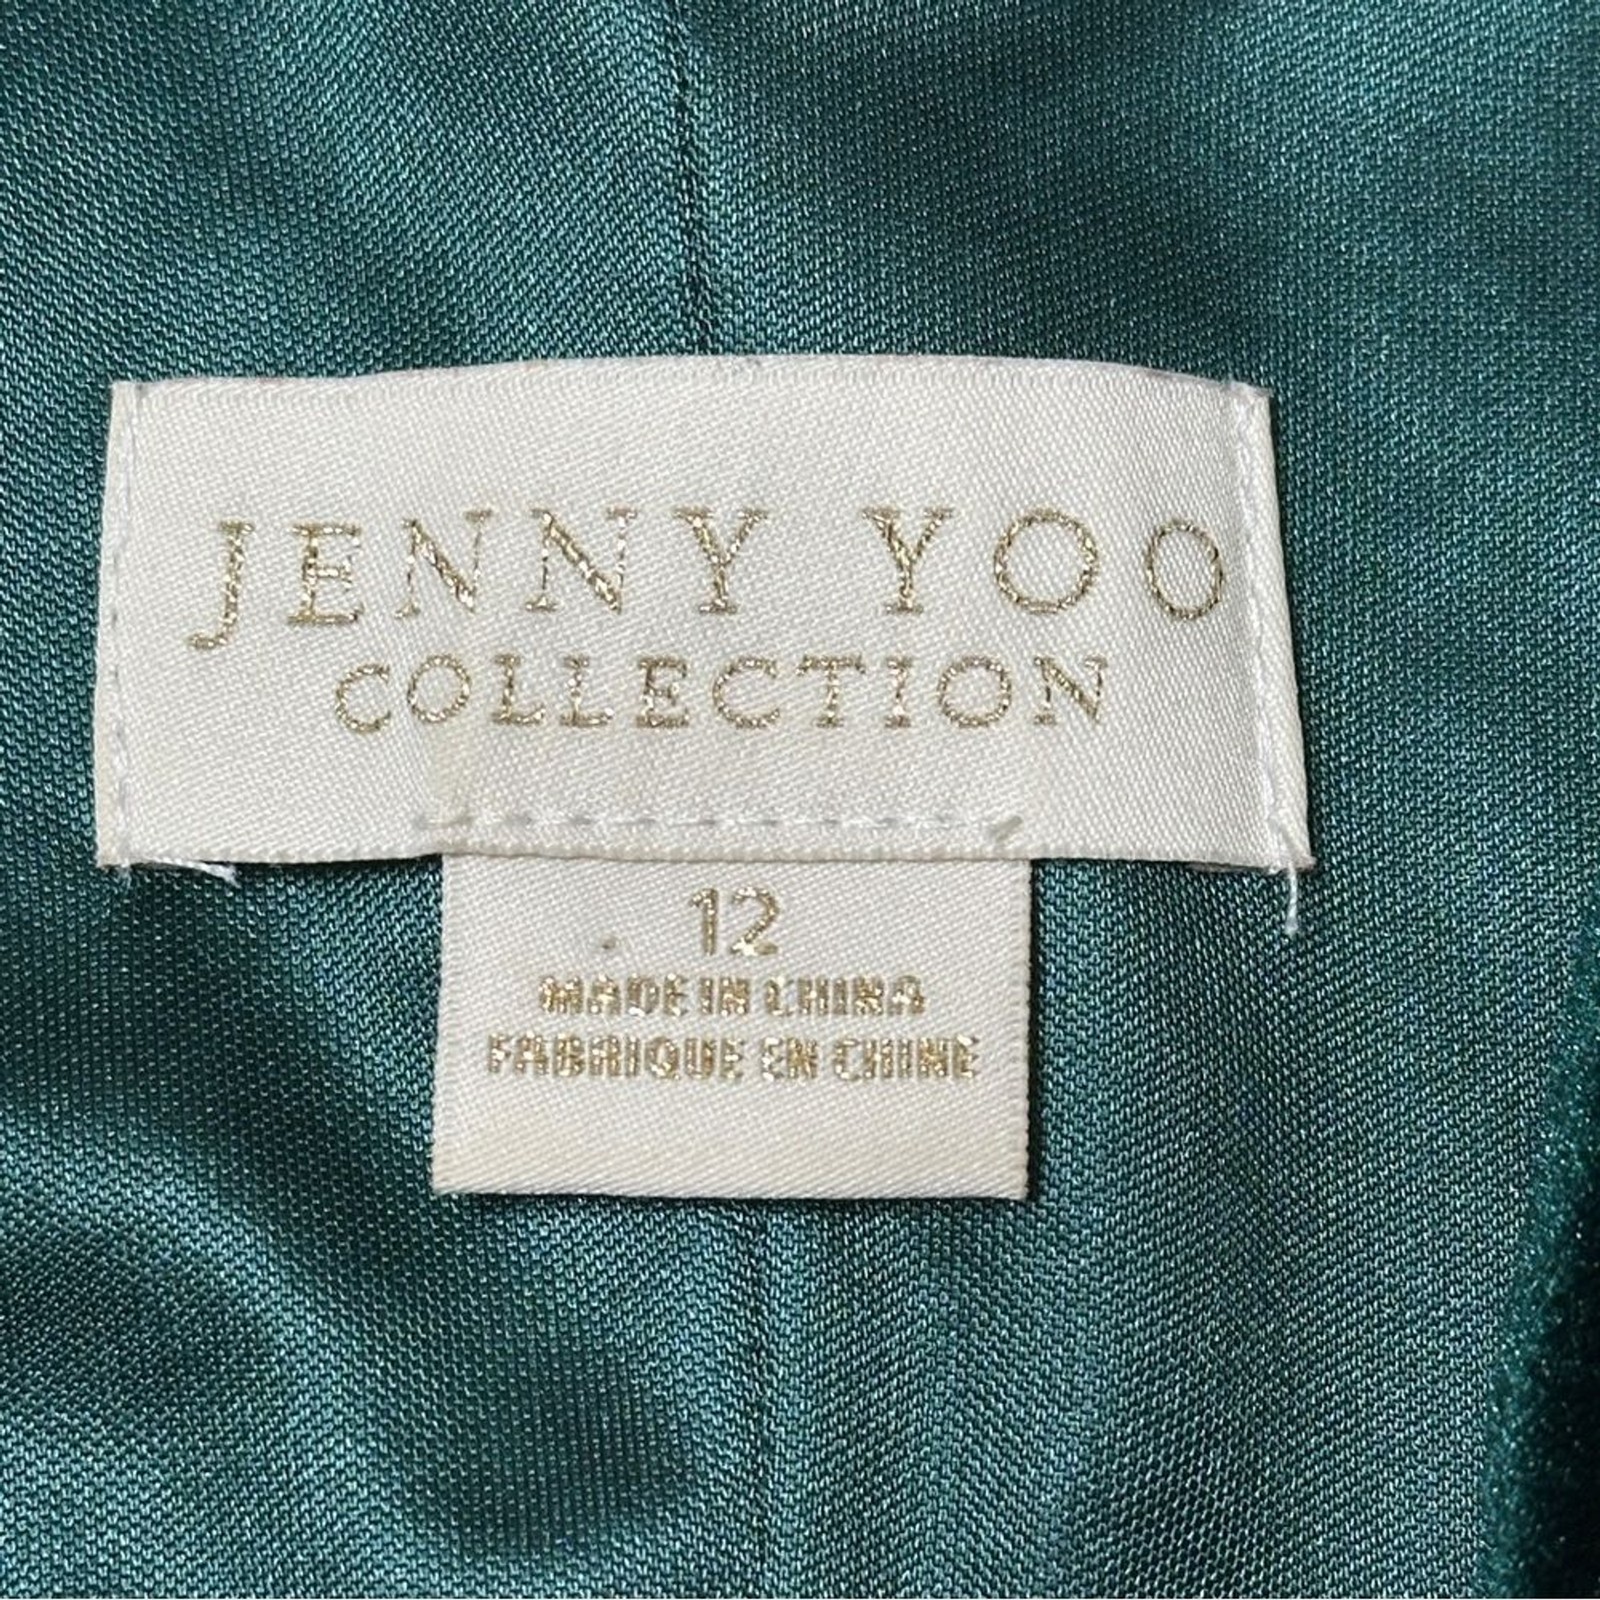 JENNY YOO
COLLECTION
12
MADE IN CHINA
FABRIQUE EN CHINE